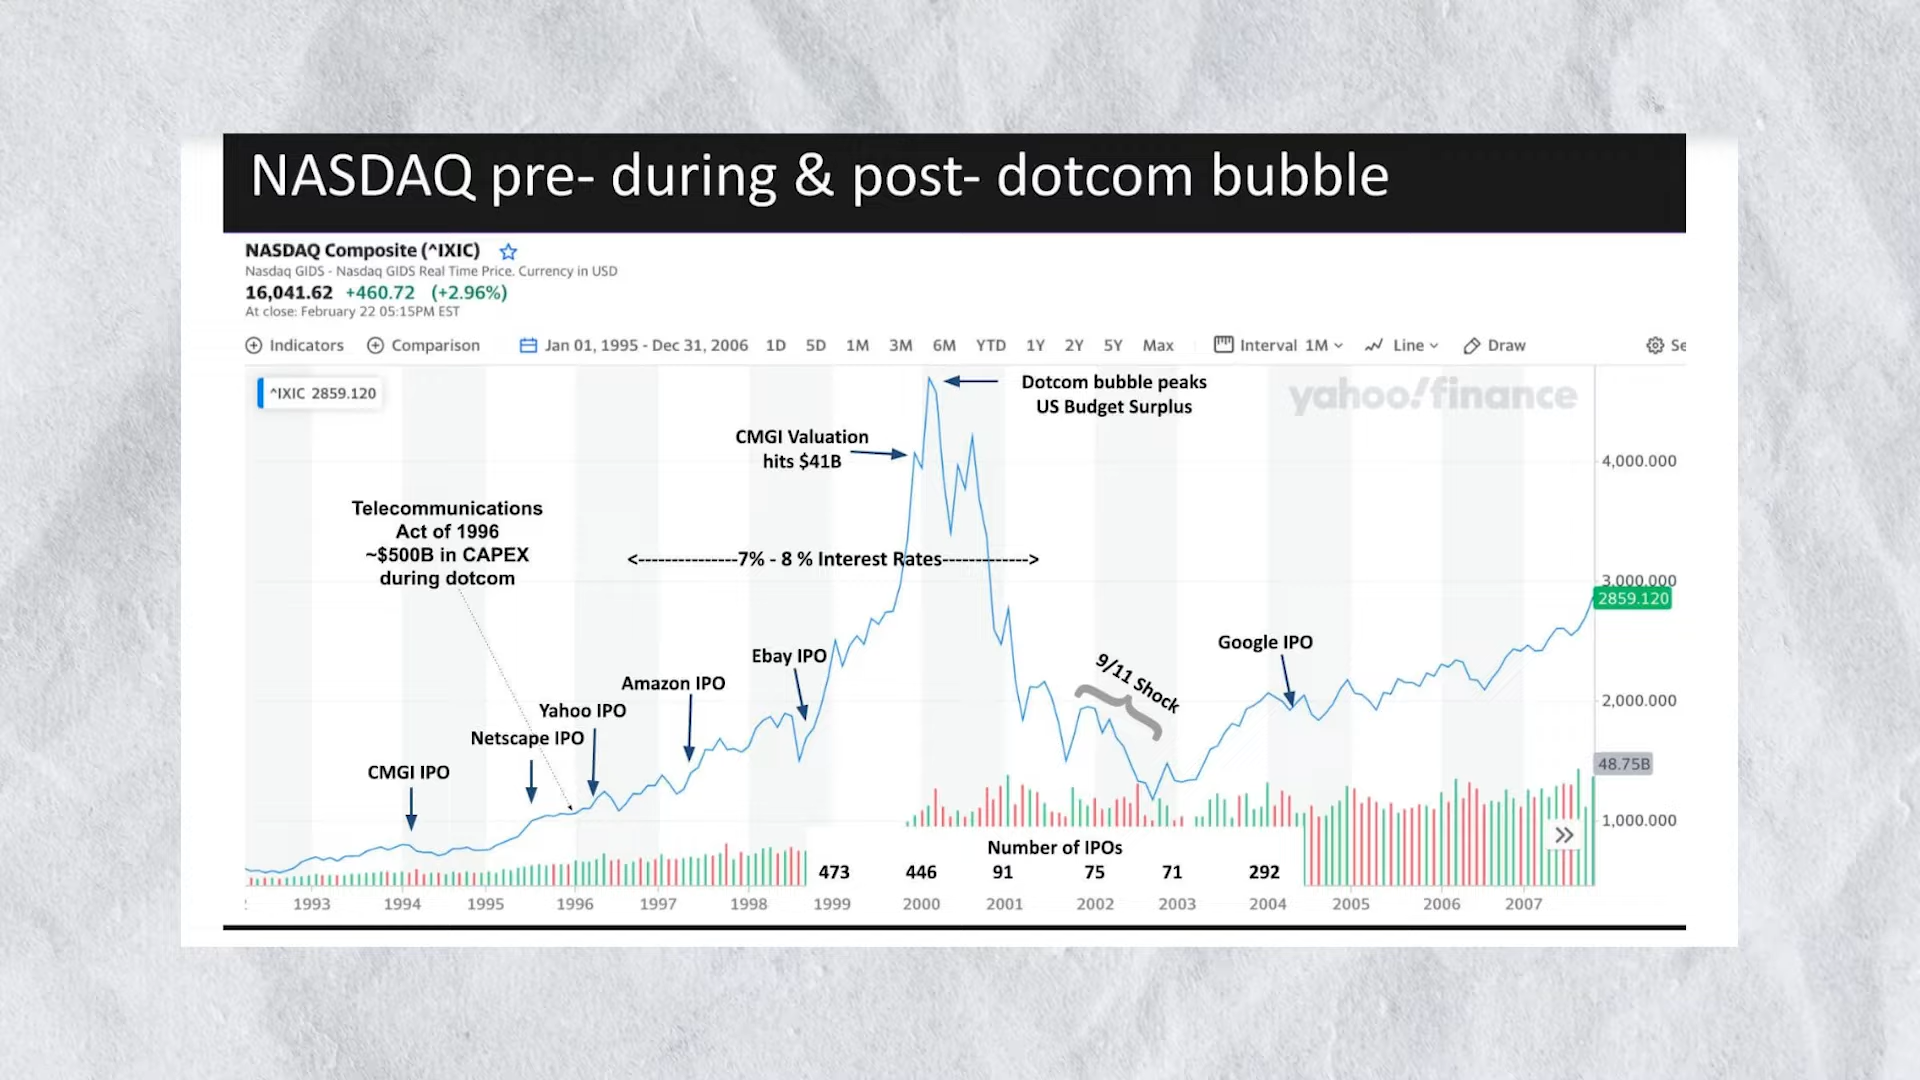 NASDAQ pre- during & post- dotcom bubble
NASDAQ Composite (^IXIC)
Nasdaq GIDS - Nasdaq GIDS Real Time Price. Currency in USD
16,041.62 +460.72 (+2.96%)
At close: February 22 05:15PM EST
Indicators Comparison Jan 01, 1995 - Dec 31, 2006 1D 5D 1M 3M 6M YTD 1Y 2Y 5Y Max Interval 1M Line Draw Se
^IXIC 2859.120
yahoo!finance
Dotcom bubble peaks
US Budget Surplus
CMGI Valuation
hits $41B
4,000.000
Telecommunications
Act of 1996
~$500B in CAPEX
during dotcom
<---------------7% - 8 % Interest Rates------------->
3,000.000
2859.120
Google IPO
Ebay IPO
9/11 Shock
Amazon IPO
2,000.000
Yahoo IPO
Netscape IPO
CMGI IPO
48.75B
1,000.000
Number of IPOs
473 446 91 75 71 292
1993 1994 1995 1996 1997 1998 1999 2000 2001 2002 2003 2004 2005 2006 2007